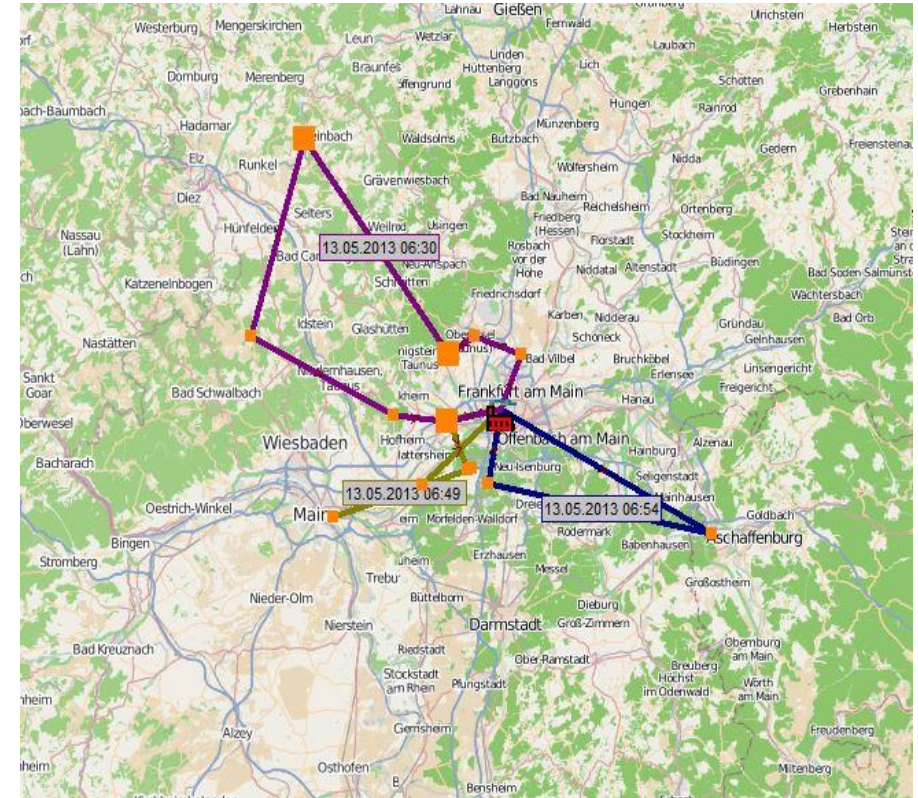 Lahnau
Gießen
Ulrichstein
Westerburg
Mengerskirchen
Fernwald
Herbstein
Leun
Wetzlar
Laubach
Linden
Braunfels
Hüttenberg
Lich
Dornburg
Merenberg
Langgöns
Schotten
Grebenhain
Hungen
Rainrod
Münzenberg
Hadamar
Waldsolms
Butzbach
Gedern
Elz
Runkel
Wölfersheim
Nidda
Grävenwiesbach
Diez
Bad Nauheim
Selters
Reichelsheim
Ortenberg
Friedberg
(Hessen)
Hünfelden
Weilrod
Usingen
Nassau
(Lahn)
Florstadt
Stockheim
13.05.2013 06:30
Rosbach
vor der
Höhe
Neu-Anspach
Niddatal
Altenstadt
Büdingen
Katzenelnbogen
Wächtersbach
Friedrichsdorf
Bad Orb
Karben
Nidderau
Idstein
Glashütten
Gründau
Schöneck
Gelnhausen
Nastätten
Bad Vilbel
Bruchköbel
Taunus
Linsengericht
Erlensee
Sankt
Goar
Freigericht
Bad Schwalbach
Frankfurt am Main
Hanau
Wiesbaden
Hofheim
Offenbach am Main
Alzenau
Hainburg
Bacharach
Neu-Isenburg
Seligenstadt
13.05.2013 06:49
Oestrich-Winkel
13.05.2013 06:54
Goldbach
Mörfelden-Walldorf
Bingen
Rödermark
Babenhausen
Aschaffenburg
Stromberg
Erzhausen
Messel
Großostheim
Nieder-Olm
Büttelborn
Dieburg
Nierstein
Darmstadt
Groß-Zimmern
Bad Kreuznach
Riedstadt
Obernburg
am Main
Ober-Ramstadt
Breuberg
Stockstadt
am Rhein
Pfungstadt
Höchst
im Odenwald
Wörth
am Main
Gernsheim
Alzey
Freudenberg
Osthofen
Miltenberg
Bensheim